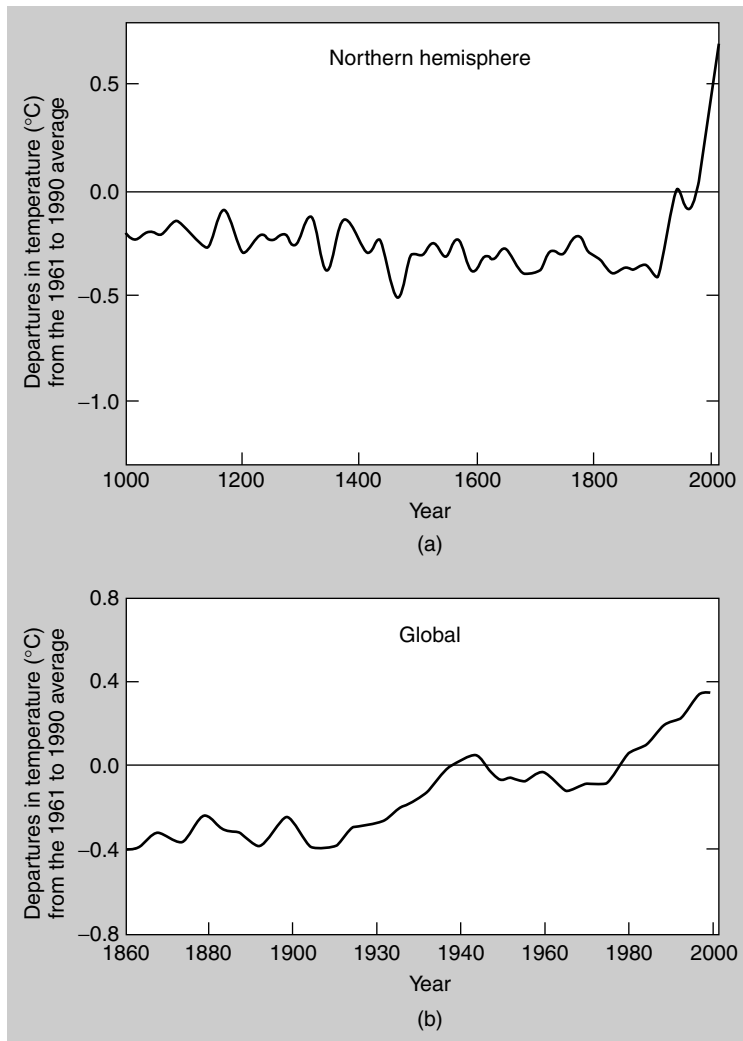 Northern hemisphere
Departures in temperature (°C)
from the 1961 to 1990 average
0.5
0.0
−0.5
−1.0
1000 1200 1400 1600 1800 2000
Year
(a)
Global
Departures in temperature (°C)
from the 1961 to 1990 average
0.8
0.4
0.0
−0.4
−0.8
1860 1880 1900 1930 1940 1960 1980 2000
Year
(b)